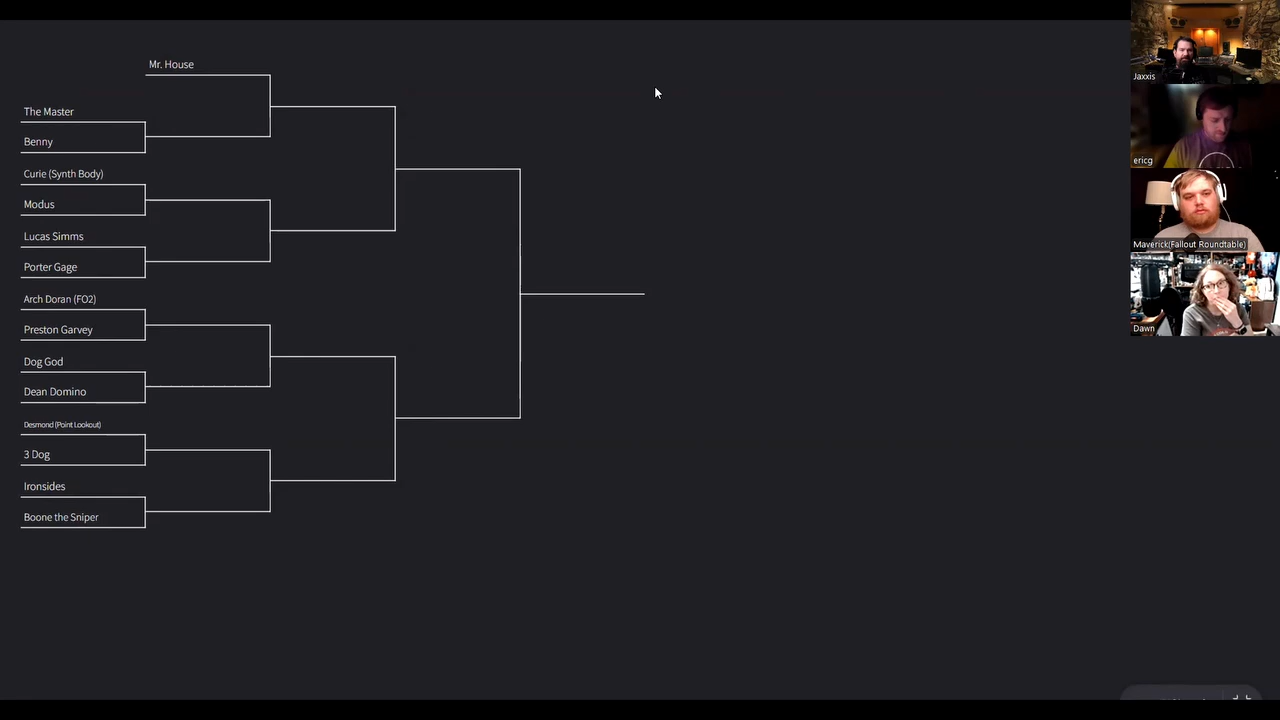 Mr. House
The Master
Benny
Curie (Synth Body)
Modus
Lucas Simms
Porter Gage
Arch Doran (FO2)
Preston Garvey
Dog God
Dean Domino
Desmond (Point Lookout)
3 Dog
Ironsides
Boone the Sniper
Jaxxis
ericg
Maverick(Fallout Roundtable)
Dawn